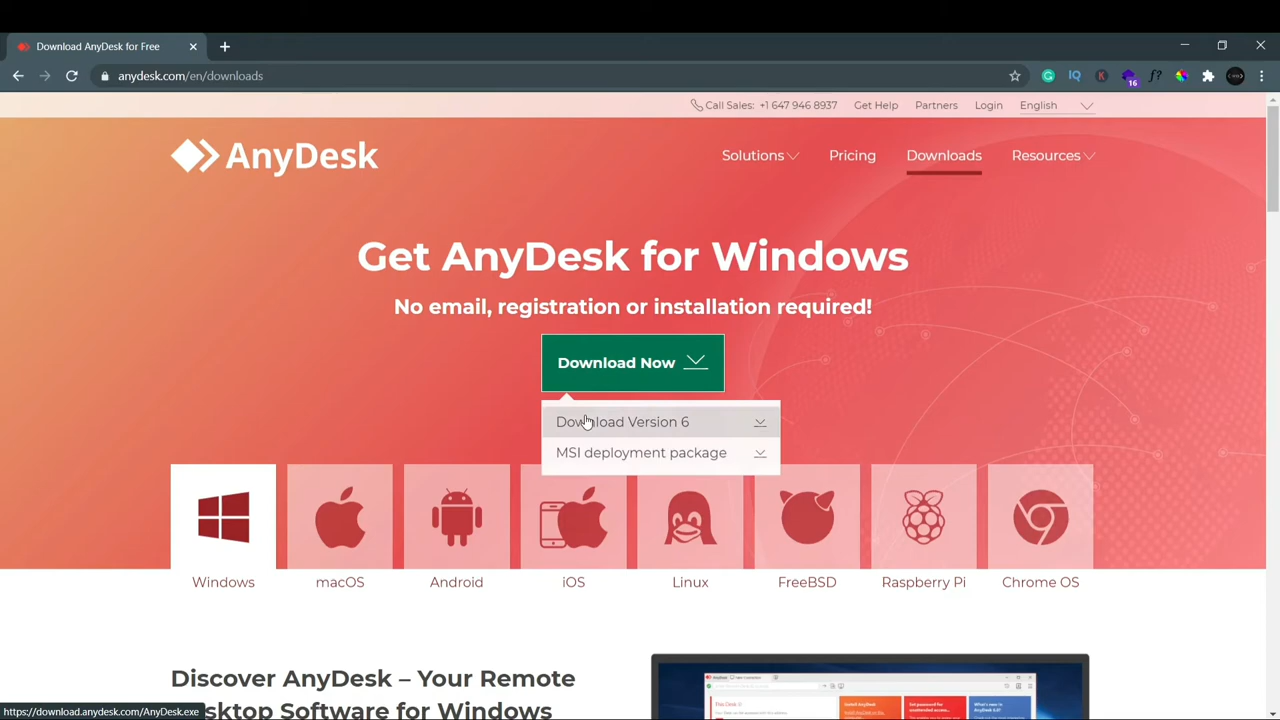 Download AnyDesk for Free
anydesk.com/en/downloads
16
f?
Call Sales: +1 647 946 8937 Get Help Partners Login English
AnyDesk
Solutions Pricing Downloads Resources
Get AnyDesk for Windows
No email, registration or installation required!
Download Now
Download Version 6
MSI deployment package
Windows macOS Android iOS Linux FreeBSD Raspberry Pi Chrome OS
Discover AnyDesk – Your Remote
Software for Windows
https://download.anydesk.com/AnyDesk.exe